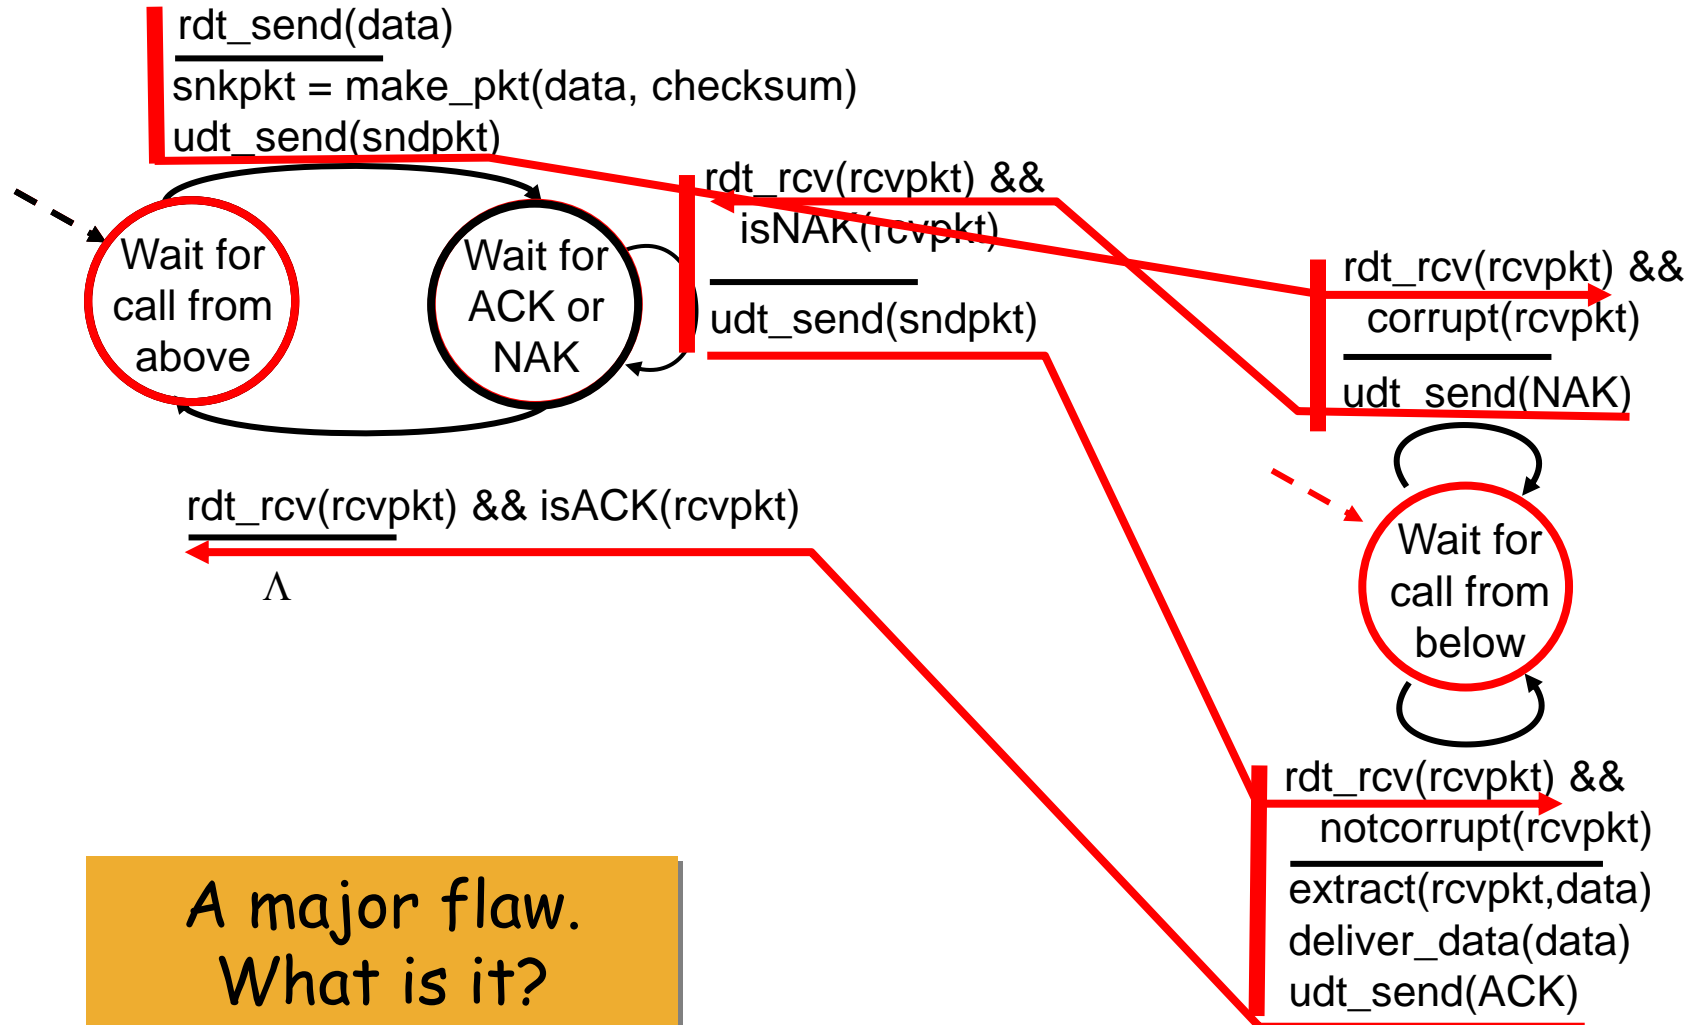 rdt_send(data)
snkpkt = make_pkt(data, checksum)
udt_send(sndpkt)
Wait for
call from
above
Wait for
ACK or
NAK
rdt_rcv(rcvpkt) &&
isNAK(rcvpkt)
udt_send(sndpkt)
rdt_rcv(rcvpkt) && isACK(rcvpkt)
Λ
rdt_rcv(rcvpkt) &&
corrupt(rcvpkt)
udt_send(NAK)
Wait for
call from
below
rdt_rcv(rcvpkt) &&
notcorrupt(rcvpkt)
extract(rcvpkt,data)
deliver_data(data)
udt_send(ACK)
A major flaw.
What is it?